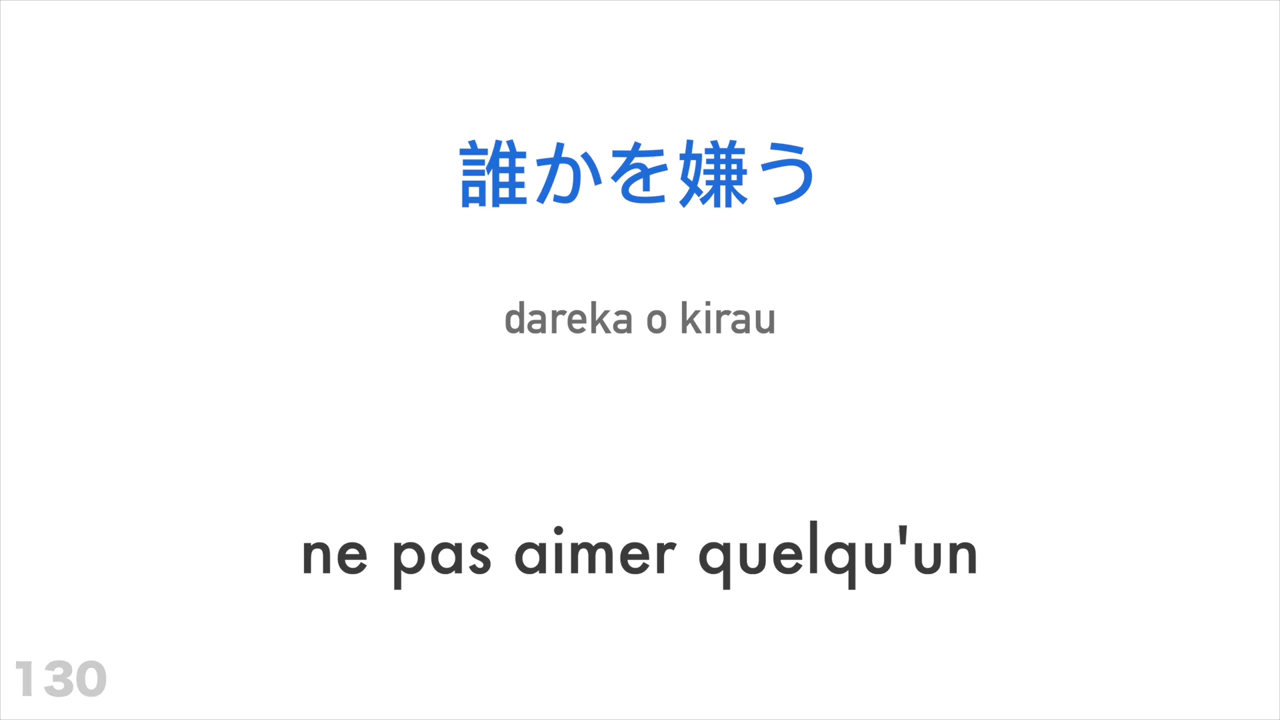 誰かを嫌う
dareka o kirau
ne pas aimer quelqu'un
130